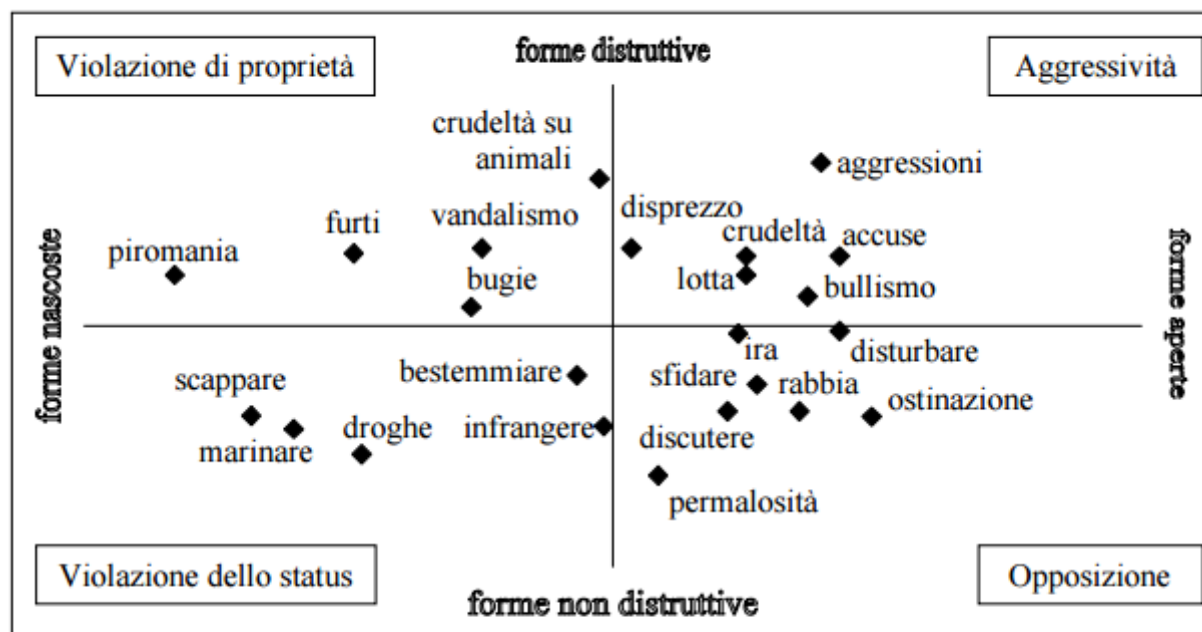 forme distruttive
Violazione di proprietà
Aggressività
crudeltà su
animali
aggressioni
furti
vandalismo
disprezzo
crudeltà
accuse
piromania
bugie
lotta
bullismo
forme nascoste
forme aperte
ira
disturbare
scappare
bestemmiare
sfidare
rabbia
ostinazione
marinare
droghe
infrangere
discutere
permalosità
Violazione dello status
forme non distruttive
Opposizione